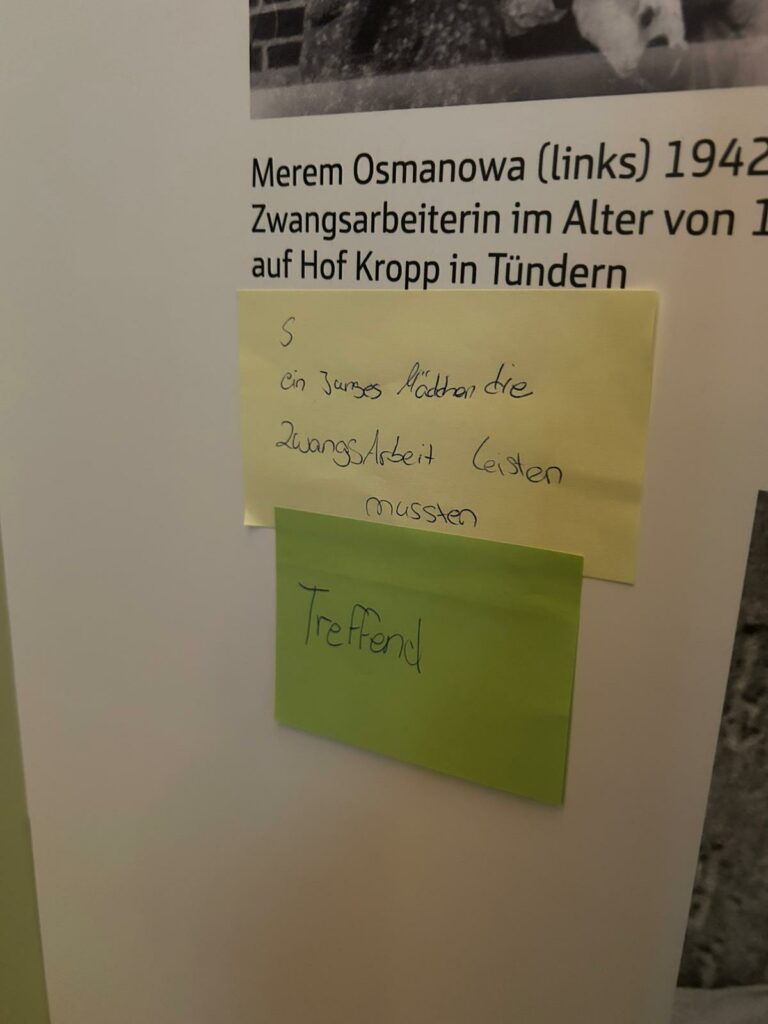 Merem Osmanowa (links) 1942
Zwangsarbeiterin im Alter von 1
auf Hof Kropp in Tündern
S
ein Junges Mädchen die
ZwangsArbeit Leisten
mussten
Treffend